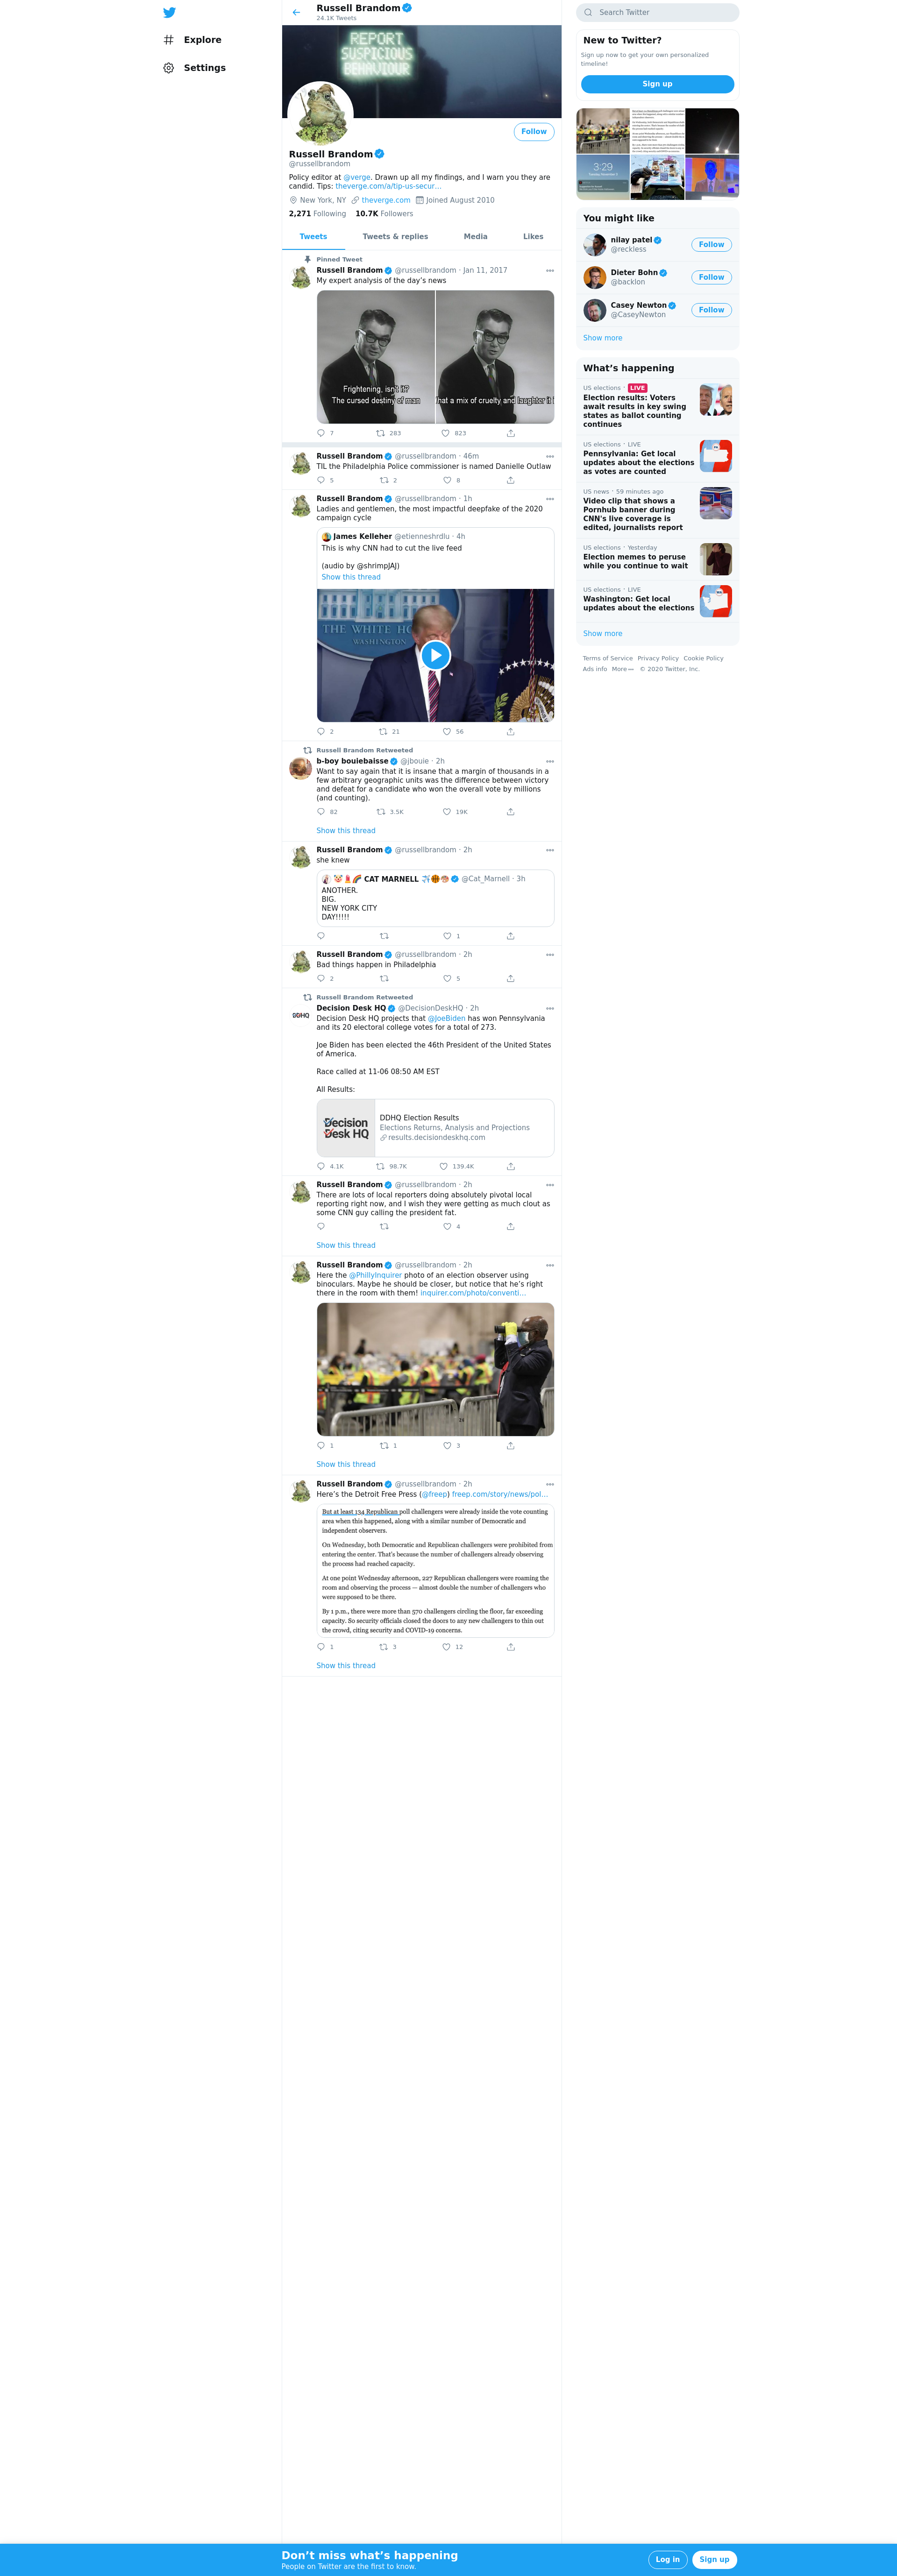 Explore
Settings
Russell Brandom
24.1K Tweets
REPORT
SUSPICIOUS
BEHAVIOUR
Follow
Russell Brandom
@russellbrandom
Policy editor at @verge. Drawn up all my findings, and I warn you they are
candid. Tips: theverge.com/a/tip-us-secur…
New York, NY theverge.com Joined August 2010
2,271 Following 10.7K Followers
Tweets Tweets & replies Media Likes
Pinned Tweet
Russell Brandom @russellbrandom · Jan 11, 2017
My expert analysis of the day's news
Frightening, isn't it?
The cursed destiny of man
that a mix of cruelty and laughter it i
7 283 823
Russell Brandom @russellbrandom · 46m
TIL the Philadelphia Police commissioner is named Danielle Outlaw
5 2 8
Russell Brandom @russellbrandom · 1h
Ladies and gentlemen, the most impactful deepfake of the 2020
campaign cycle
James Kelleher @etienneshrdlu · 4h
This is why CNN had to cut the live feed
(audio by @shrimpJAJ)
Show this thread
THE WHITE HO
WASHINGTON
2 21 56
Russell Brandom Retweeted
b-boy bouiebaisse @jbouie · 2h
Want to say again that it is insane that a margin of thousands in a
few arbitrary geographic units was the difference between victory
and defeat for a candidate who won the overall vote by millions
(and counting).
82 3.5K 19K
Show this thread
Russell Brandom @russellbrandom · 2h
she knew
CAT MARNELL @Cat_Marnell · 3h
ANOTHER.
BIG.
NEW YORK CITY
DAY!!!!!
1
Russell Brandom @russellbrandom · 2h
Bad things happen in Philadelphia
2 5
Russell Brandom Retweeted
Decision Desk HQ @DecisionDeskHQ · 2h
DDHQ
Decision Desk HQ projects that @JoeBiden has won Pennsylvania
and its 20 electoral college votes for a total of 273.
Joe Biden has been elected the 46th President of the United States
of America.
Race called at 11-06 08:50 AM EST
All Results:
Decision
Desk HQ
DDHQ Election Results
Elections Returns, Analysis and Projections
results.decisiondeskhq.com
4.1K 98.7K 139.4K
Russell Brandom @russellbrandom · 2h
There are lots of local reporters doing absolutely pivotal local
reporting right now, and I wish they were getting as much clout as
some CNN guy calling the president fat.
4
Show this thread
Russell Brandom @russellbrandom · 2h
Here the @PhillyInquirer photo of an election observer using
binoculars. Maybe he should be closer, but notice that he's right
there in the room with them! inquirer.com/photo/conventi…
1 1 3
Show this thread
Russell Brandom @russellbrandom · 2h
Here's the Detroit Free Press (@freep) freep.com/story/news/pol…
But at least 134 Republican poll challengers were already inside the vote counting
area when this happened, along with a similar number of Democratic and
independent observers.
On Wednesday, both Democratic and Republican challengers were prohibited from
entering the center. That's because the number of challengers already observing
the process had reached capacity.
At one point Wednesday afternoon, 227 Republican challengers were roaming the
room and observing the process — almost double the number of challengers who
were supposed to be there.
By 1 p.m., there were more than 570 challengers circling the floor, far exceeding
capacity. So security officials closed the doors to any new challengers to thin out
the crowd, citing security and COVID-19 concerns.
1 3 12
Show this thread
Search Twitter
New to Twitter?
Sign up now to get your own personalized
timeline!
Sign up
3:29
Tuesday, November 3
You might like
nilay patel
@reckless
Follow
Dieter Bohn
@backlon
Follow
Casey Newton
@CaseyNewton
Follow
Show more
What's happening
US elections · LIVE
Election results: Voters
await results in key swing
states as ballot counting
continues
US elections · LIVE
Pennsylvania: Get local
updates about the elections
as votes are counted
US news · 59 minutes ago
Video clip that shows a
Pornhub banner during
CNN's live coverage is
edited, journalists report
US elections · Yesterday
Election memes to peruse
while you continue to wait
US elections · LIVE
Washington: Get local
updates about the elections
Show more
Terms of Service Privacy Policy Cookie Policy
Ads info More © 2020 Twitter, Inc.
Don't miss what's happening
People on Twitter are the first to know.
Log in
Sign up